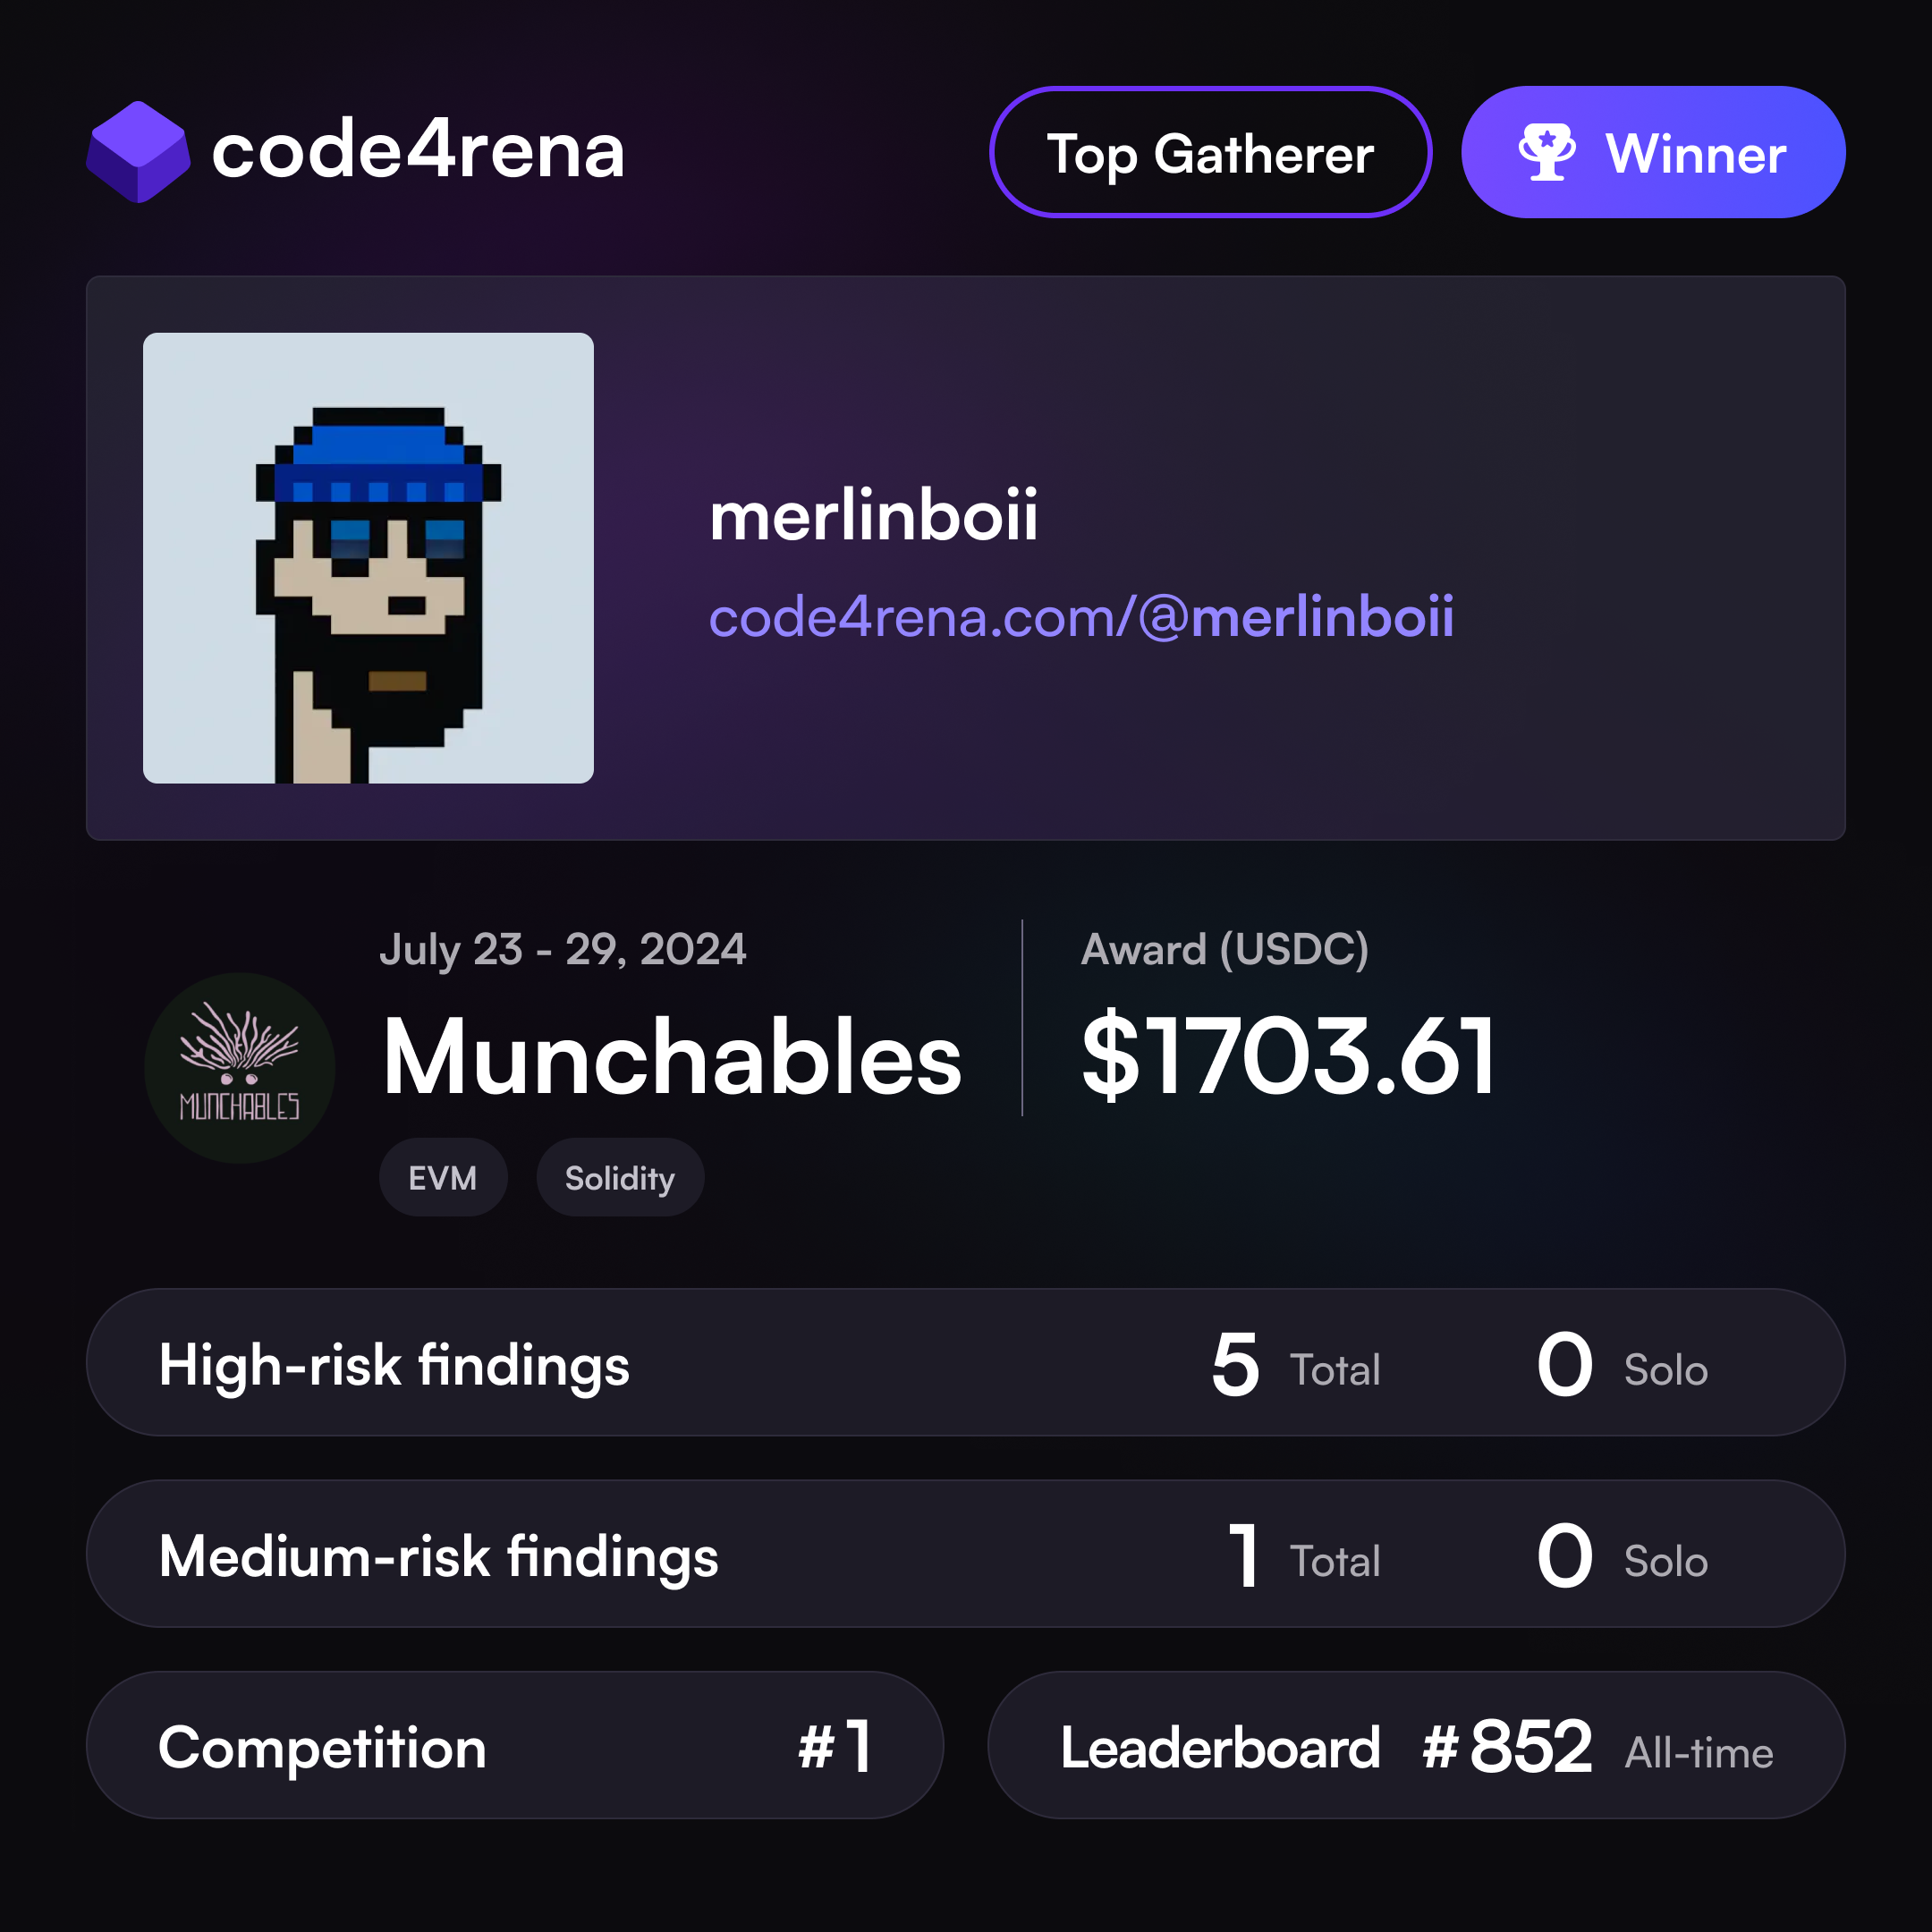 code4rena
Top Gatherer
Winner
merlinboii
code4rena.com/@merlinboii
July 23 - 29, 2024
Munchables
EVM
Solidity
MUNCHABLES
Award (USDC)
$1703.61
High-risk findings 5 Total 0 Solo
Medium-risk findings 1 Total 0 Solo
Competition #1
Leaderboard #852 All-time